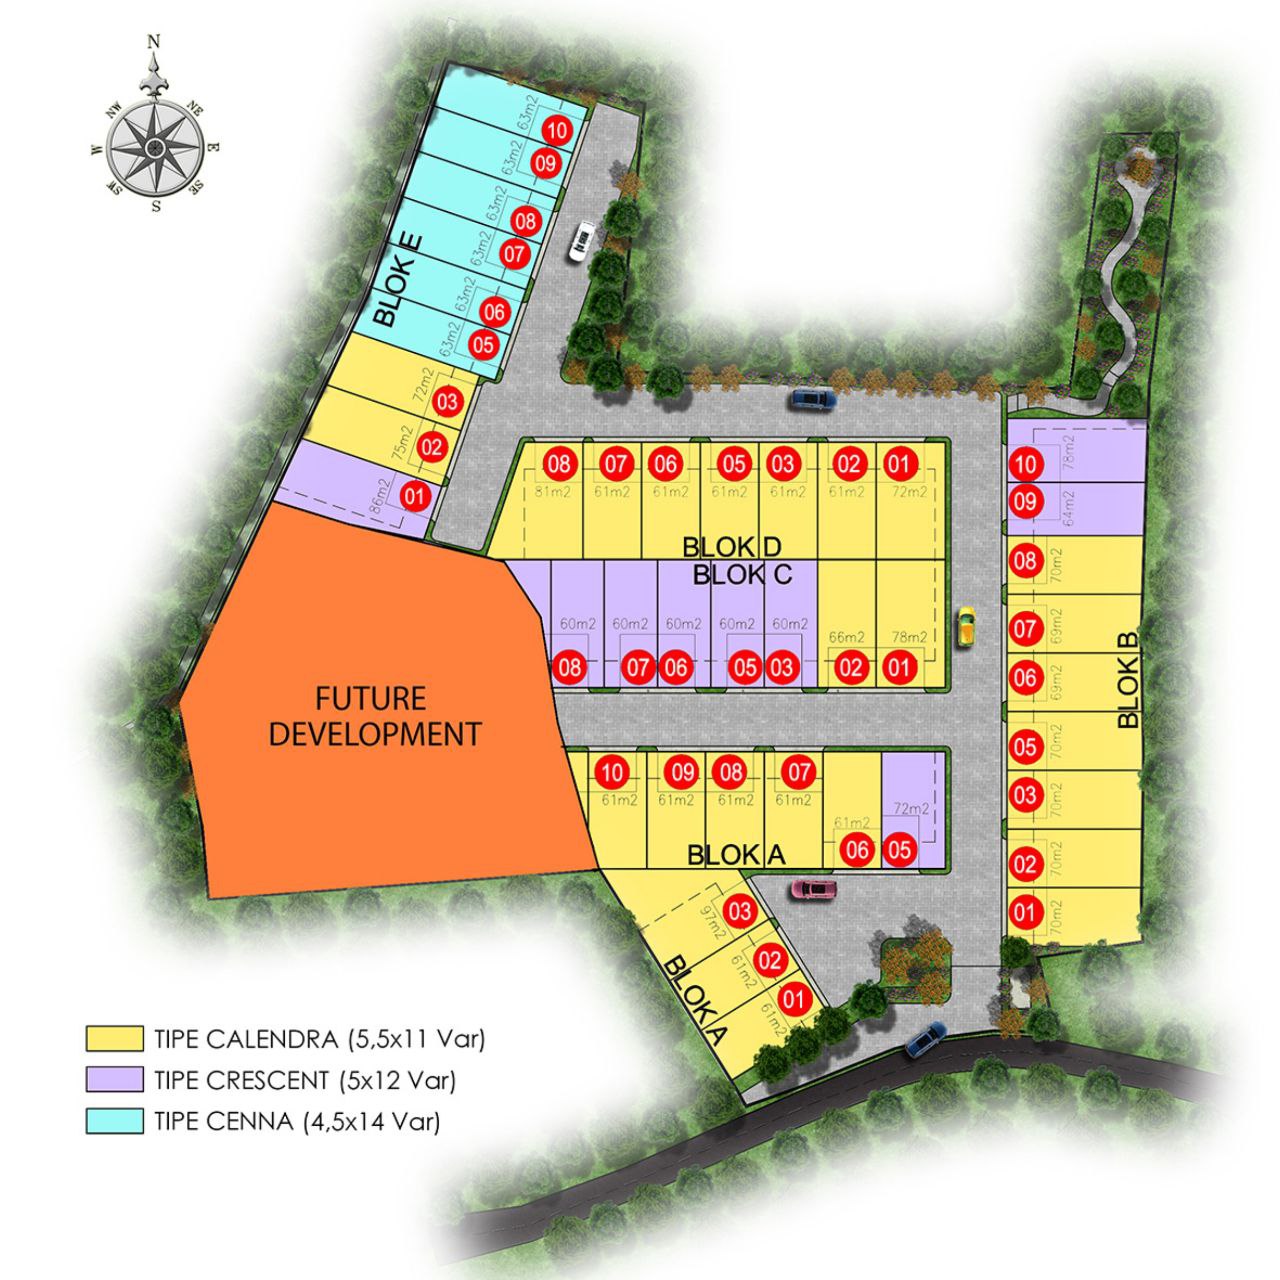 N
NW
NE
W
E
SW
SE
S
63m2
10
63m2
09
63m2
08
63m2
07
63m2
06
63m2
05
BLOK E
72m2
03
75m2
02
86m2
01
08
07
06
05
03
02
01
81m2
61m2
61m2
61m2
61m2
61m2
72m2
BLOK D
BLOK C
60m2
60m2
60m2
60m2
60m2
66m2
78m2
08
07
06
05
03
02
01
10
78m2
09
64m2
08
70m2
07
69m2
06
69m2
05
70m2
03
70m2
02
70m2
01
70m2
BLOK B
FUTURE
DEVELOPMENT
10
09
08
07
61m2
61m2
61m2
61m2
61m2
72m2
06
05
BLOK A
03
97m2
02
61m2
01
61m2
BLOK A
TIPE CALENDRA (5,5x11 Var)
TIPE CRESCENT (5x12 Var)
TIPE CENNA (4,5x14 Var)